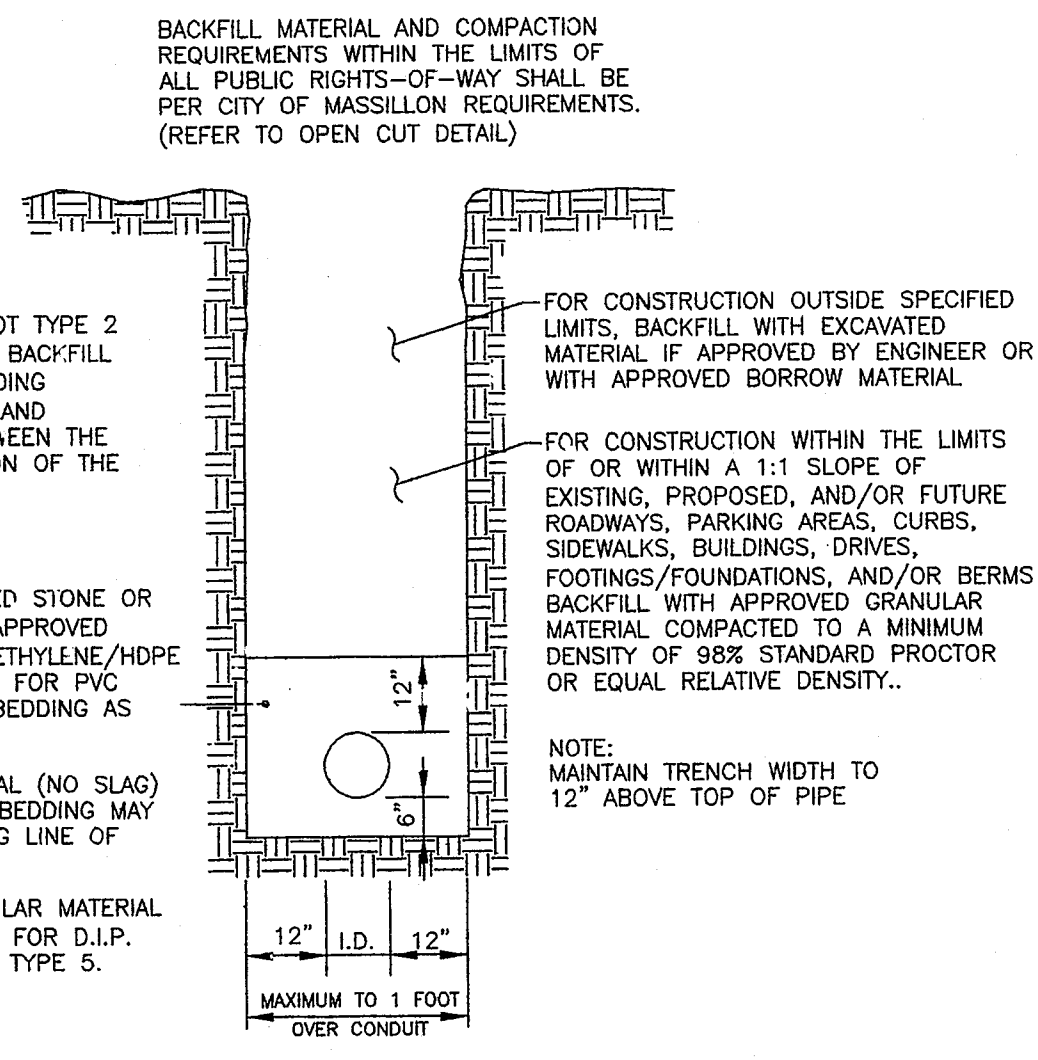 BACKFILL MATERIAL AND COMPACTION
REQUIREMENTS WITHIN THE LIMITS OF
ALL PUBLIC RIGHTS-OF-WAY SHALL BE
PER CITY OF MASSILLON REQUIREMENTS.
(REFER TO OPEN CUT DETAIL)
OT TYPE 2
BACKFILL
DING
AND
WEEN THE
ON OF THE
ED STONE OR
APPROVED
ETHYLENE/HDPE
FOR PVC
BEDDING AS
AL (NO SLAG)
BEDDING MAY
G LINE OF
LAR MATERIAL
FOR D.I.P.
TYPE 5.
FOR CONSTRUCTION OUTSIDE SPECIFIED
LIMITS, BACKFILL WITH EXCAVATED
MATERIAL IF APPROVED BY ENGINEER OR
WITH APPROVED BORROW MATERIAL
FOR CONSTRUCTION WITHIN THE LIMITS
OF OR WITHIN A 1:1 SLOPE OF
EXISTING, PROPOSED, AND/OR FUTURE
ROADWAYS, PARKING AREAS, CURBS,
SIDEWALKS, BUILDINGS, DRIVES,
FOOTINGS/FOUNDATIONS, AND/OR BERMS
BACKFILL WITH APPROVED GRANULAR
MATERIAL COMPACTED TO A MINIMUM
DENSITY OF 98% STANDARD PROCTOR
OR EQUAL RELATIVE DENSITY..
NOTE:
MAINTAIN TRENCH WIDTH TO
12" ABOVE TOP OF PIPE
12"
6"
12" I.D. 12"
MAXIMUM TO 1 FOOT
OVER CONDUIT